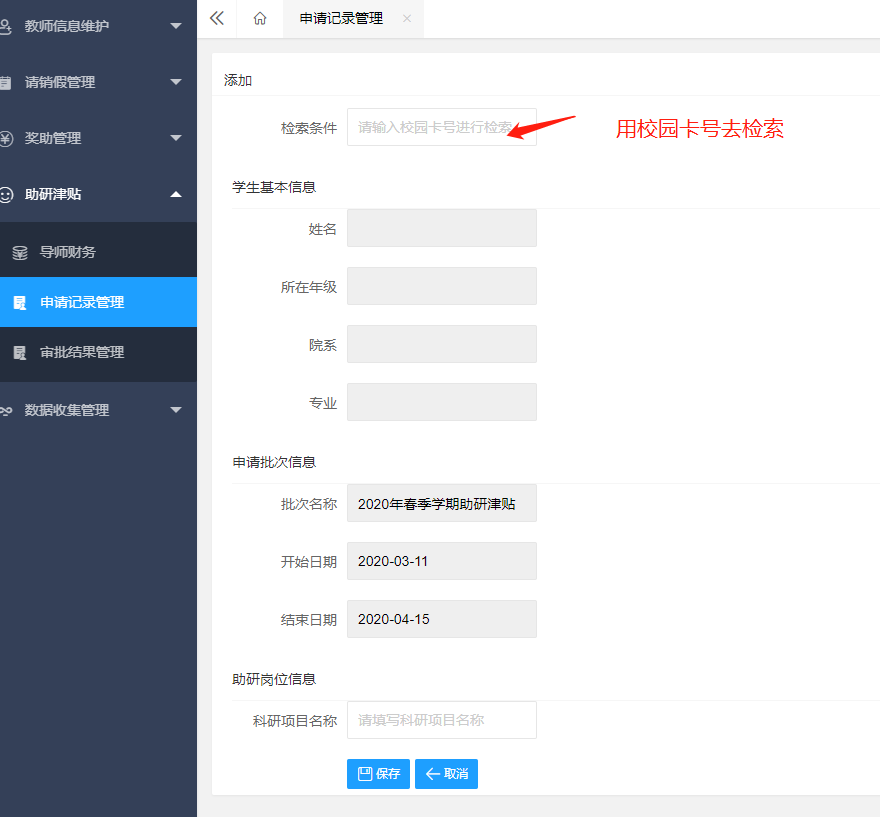 教师信息维护
请销假管理
奖助管理
助研津贴
导师财务
申请记录管理
审批结果管理
数据收集管理
申请记录管理
添加
检索条件 请输入校园卡号进行检索
用校园卡号去检索
学生基本信息
姓名
所在年级
院系
专业
申请批次信息
批次名称 2020年春季学期助研津贴
开始日期 2020-03-11
结束日期 2020-04-15
助研岗位信息
科研项目名称 请填写科研项目名称
保存 取消